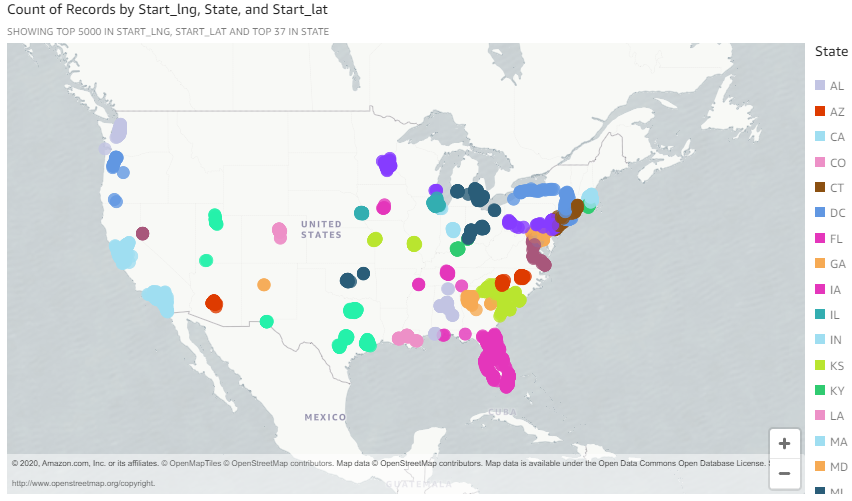 Count of Records by Start_lng, State, and Start_lat
SHOWING TOP 5000 IN START_LNG, START_LAT AND TOP 37 IN STATE
State
AL
AZ
CA
CO
CT
DC
FL
GA
IA
IL
IN
KS
KY
LA
MA
MD
MI
UNITED
STATES
MEXICO
CUBA
GUATEMALA
+
−
© 2020, Amazon.com, Inc. or its affiliates. © OpenMapTiles © OpenStreetMap contributors. Map data © OpenStreetMap contributors. Map data is available under the Open Data Commons Open Database License.
http://www.openstreetmap.org/copyright.